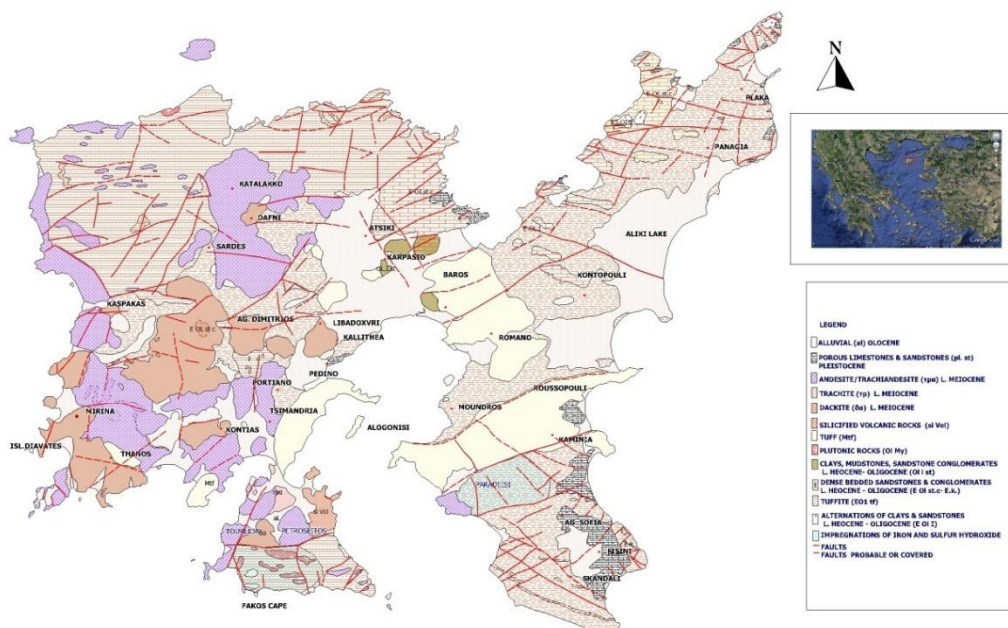 N
PLAKA
PANAGIA
KATALAKKO
DAFNI
ATSIKI
SARDES
KARPASIO
ALIKI LAKE
BAROS
KONTOPOULI
KASPAKAS
AG. DIMITRIOS
LIBADOXVRI
KALLITHEA
ROMANO
PEDINO
PORTIANO
ROUSSOPOULI
MIRINA
TSIMANDRIA
MOUNDROS
ALOGONISI
KONTIAS
KAMINIA
ISL.DIAVATES
THANOS
Mtf
PARADEISI
AG. SOFIA
FISINI
SKANDALI
FAKOS CAPE
LEGEND
ALLUVIAL (al) OLOCENE
POROUS LIMESTONES & SANDSTONES (pl. st)
PLEISTOCENE
ANDESITE/TRACHIANDESITE (τρα) L. MEIOCENE
TRACHITE (τρ) L. MEIOCENE
DACKITE (δα) L. MEIOCENE
SILICIFIED VOLCANIC ROCKS (si Vol)
TUFF (Mtf)
PLUTONIC ROCKS (Ol My)
CLAYS, MUDSTONES, SANDSTONE CONGLOMERATES
L. HEOCENE- OLIGOCENE (Ol i st)
DENSE BEDDED SANDSTONES & CONGLOMERATES
L. HEOCENE - OLIGOCENE (E Ol st.c- E.k.)
TUFFITE (EO1 tf)
ALTERNATIONS OF CLAYS & SANDSTONES
L. HEOCENE - OLIGOCENE (E Ol I)
IMPREGNATIONS OF IRON AND SULFUR HYDROXIDE
FAULTS
FAULTS PROBABLE OR COVERED